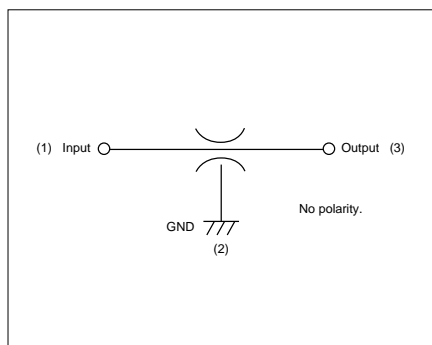 (1) Input Output (3)
No polarity.
GND
(2)